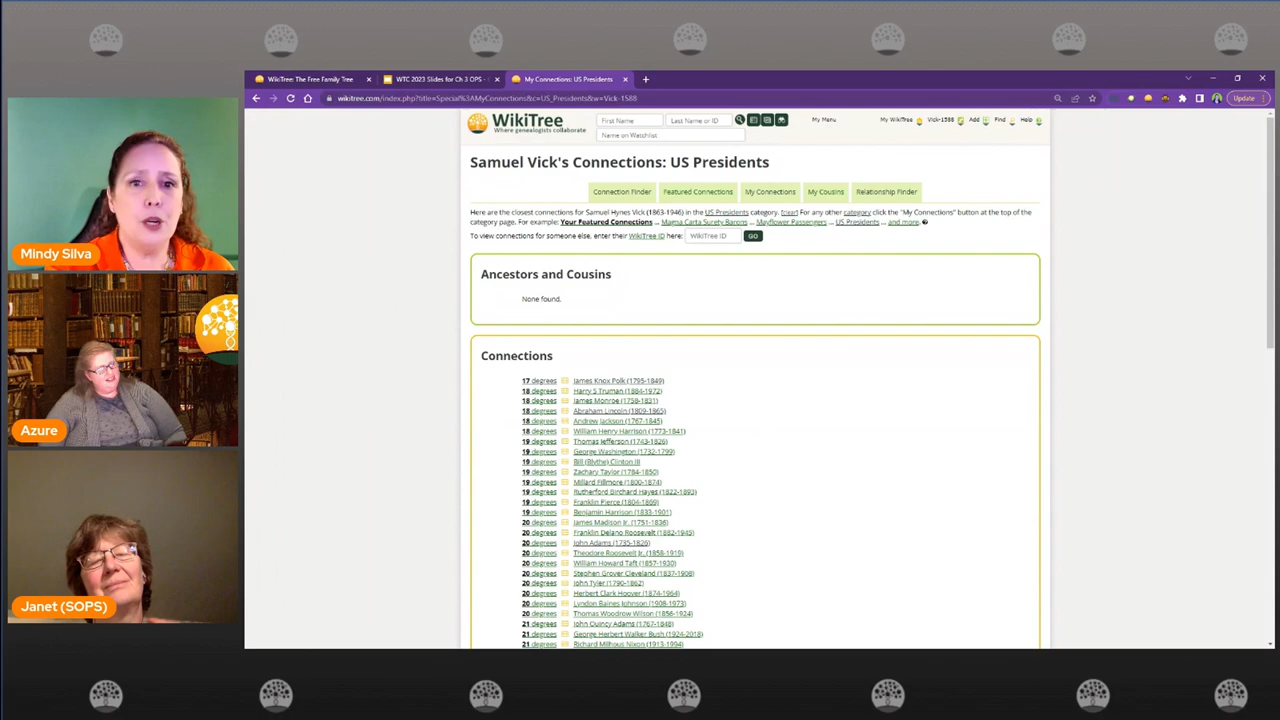 WikiTree: The Free Family Tree
WTC 2023 Slides for Ch 3 OPS -
My Connections: US Presidents
wikitree.com/index.php?title=Special%3AMyConnections&c=US_Presidents&w=Vick-1588
Update
WikiTree
Where genealogists collaborate
First Name
Last Name or ID
Name on Watchlist
My Menu
My WikiTree
Vick-1588
Add
Find
Help
Samuel Vick's Connections: US Presidents
Connection Finder
Featured Connections
My Connections
My Cousins
Relationship Finder
Here are the closest connections for Samuel Hynes Vick (1863-1946) in the US Presidents category. [clear] For any other category click the "My Connections" button at the top of the
category page. For example: Your Featured Connections ... Magna Carta Surety Barons ... Mayflower Passengers ... US Presidents ... and more.
To view connections for someone else, enter their WikiTree ID here: WikiTree ID GO
Ancestors and Cousins
None found.
Connections
17 degrees James Knox Polk (1795-1849)
18 degrees Harry S Truman (1884-1972)
18 degrees James Monroe (1758-1831)
18 degrees Abraham Lincoln (1809-1865)
18 degrees Andrew Jackson (1767-1845)
18 degrees William Henry Harrison (1773-1841)
19 degrees Thomas Jefferson (1743-1826)
19 degrees George Washington (1732-1799)
19 degrees Bill (Blythe) Clinton III
19 degrees Zachary Taylor (1784-1850)
19 degrees Millard Fillmore (1800-1874)
19 degrees Rutherford Birchard Hayes (1822-1893)
19 degrees Franklin Pierce (1804-1869)
19 degrees Benjamin Harrison (1833-1901)
20 degrees James Madison Jr. (1751-1836)
20 degrees Franklin Delano Roosevelt (1882-1945)
20 degrees John Adams (1735-1826)
20 degrees Theodore Roosevelt Jr. (1858-1919)
20 degrees William Howard Taft (1857-1930)
20 degrees Stephen Grover Cleveland (1837-1908)
20 degrees John Tyler (1790-1862)
20 degrees Herbert Clark Hoover (1874-1964)
20 degrees Lyndon Baines Johnson (1908-1973)
20 degrees Thomas Woodrow Wilson (1856-1924)
21 degrees John Quincy Adams (1767-1848)
21 degrees George Herbert Walker Bush (1924-2018)
21 degrees Richard Milhous Nixon (1913-1994)
Mindy Silva
Azure
Janet (SOPS)